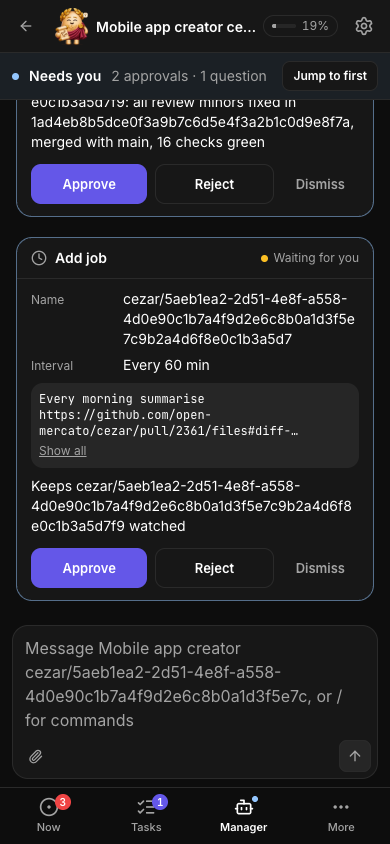 Mobile app creator ce...
19%
Needs you 2 approvals · 1 question
Jump to first
e0c1b3a5d7f9: all review minors fixed in
1ad4eb8b5dce0f3a9b7c6d5e4f3a2b1c0d9e8f7a,
merged with main, 16 checks green
Approve
Reject
Dismiss
Add job
Waiting for you
Name
cezar/5aeb1ea2-2d51-4e8f-a558-
4d0e90c1b7a4f9d2e6c8b0a1d3f5e
7c9b2a4d6f8e0c1b3a5d7
Interval
Every 60 min
Every morning summarise
https://github.com/open-
mercato/cezar/pull/2361/files#diff-…
Show all
Keeps cezar/5aeb1ea2-2d51-4e8f-a558-
4d0e90c1b7a4f9d2e6c8b0a1d3f5e7c9b2a4d6f8
e0c1b3a5d7f9 watched
Approve
Reject
Dismiss
Message Mobile app creator
cezar/5aeb1ea2-2d51-4e8f-a558-
4d0e90c1b7a4f9d2e6c8b0a1d3f5e7c, or /
for commands
3
1
Now
Tasks
Manager
More